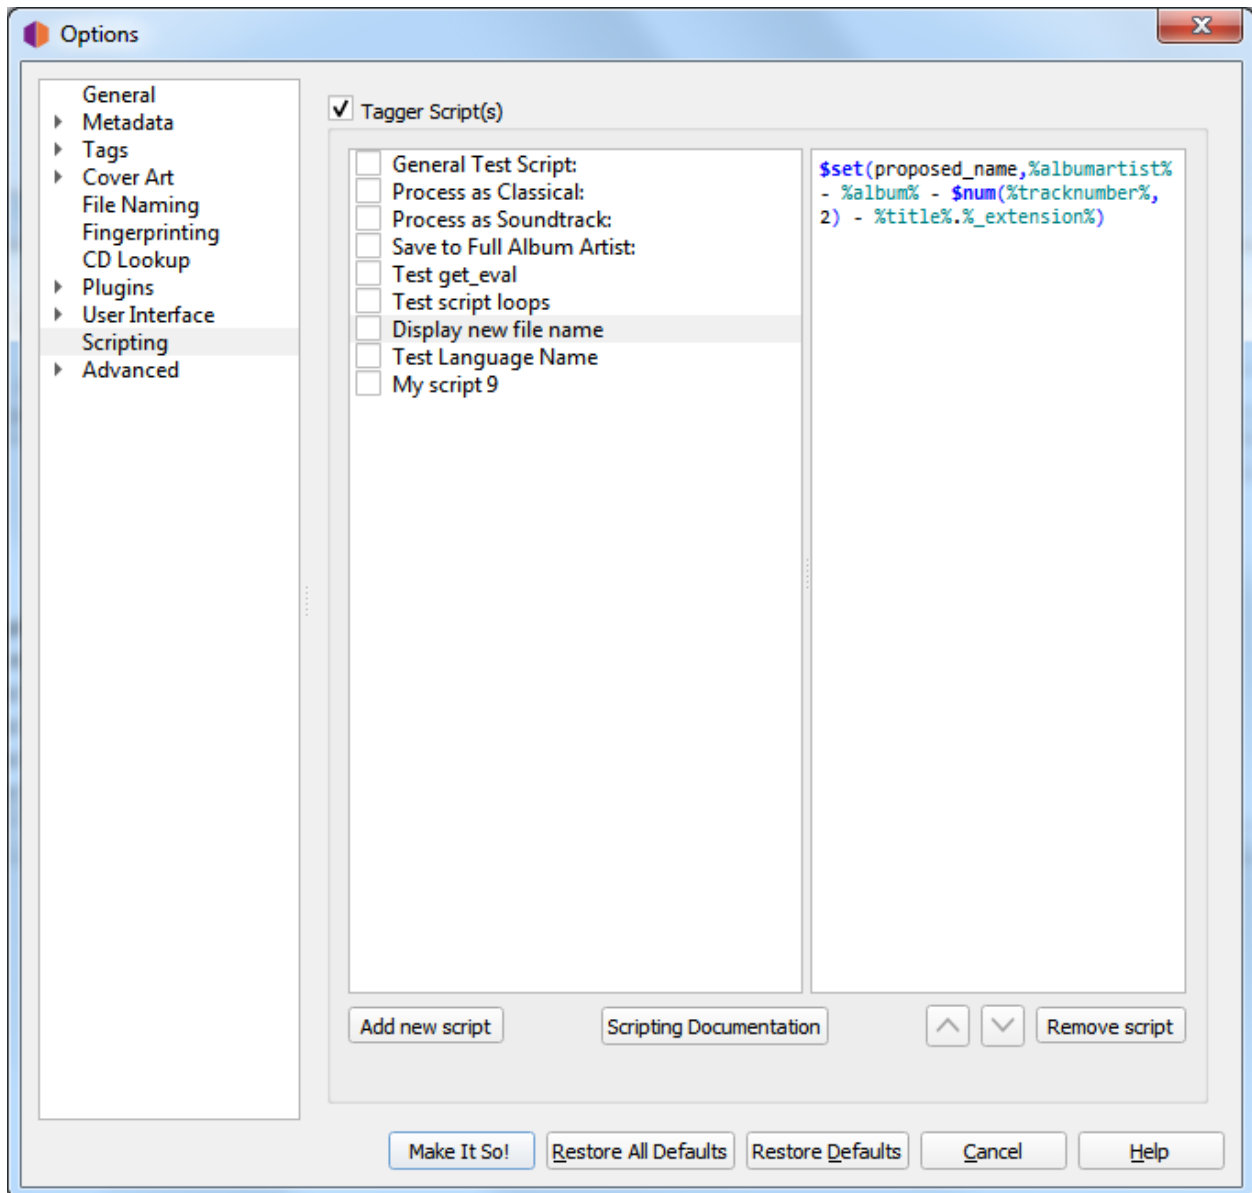 Options
General
Metadata
Tags
Cover Art
File Naming
Fingerprinting
CD Lookup
Plugins
User Interface
Scripting
Advanced
Tagger Script(s)
General Test Script:
Process as Classical:
Process as Soundtrack:
Save to Full Album Artist:
Test get_eval
Test script loops
Display new file name
Test Language Name
My script 9
$set(proposed_name,%albumartist%
- %album% - $num(%tracknumber%,
2) - %title%.%_extension%)
Add new script
Scripting Documentation
Remove script
Make It So!
Restore All Defaults
Restore Defaults
Cancel
Help